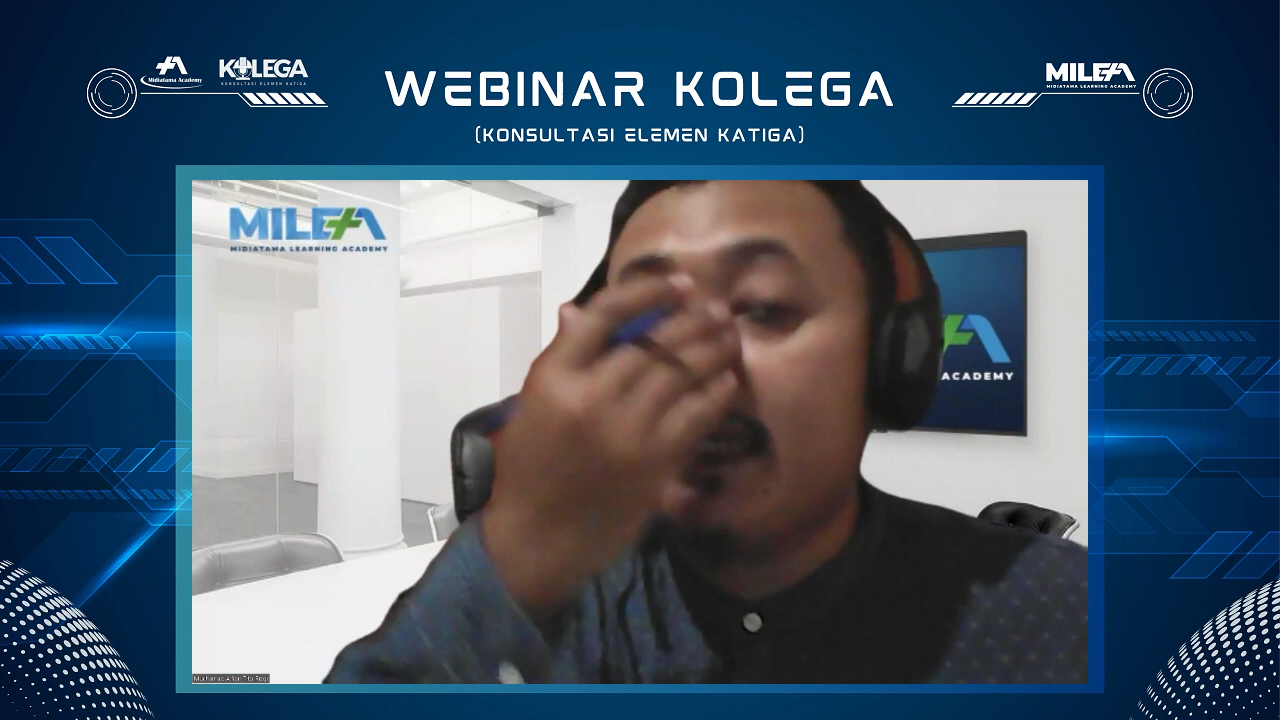 Midiatama Academy
KOLEGA
KONSULTASI ELEMEN KATIGA
WEBINAR KOLEGA
(KONSULTASI ELEMEN KATIGA)
MILEA
MIDIATAMA LEARNING ACADEMY
MILEA
MIDIATAMA LEARNING ACADEMY
ACADEMY